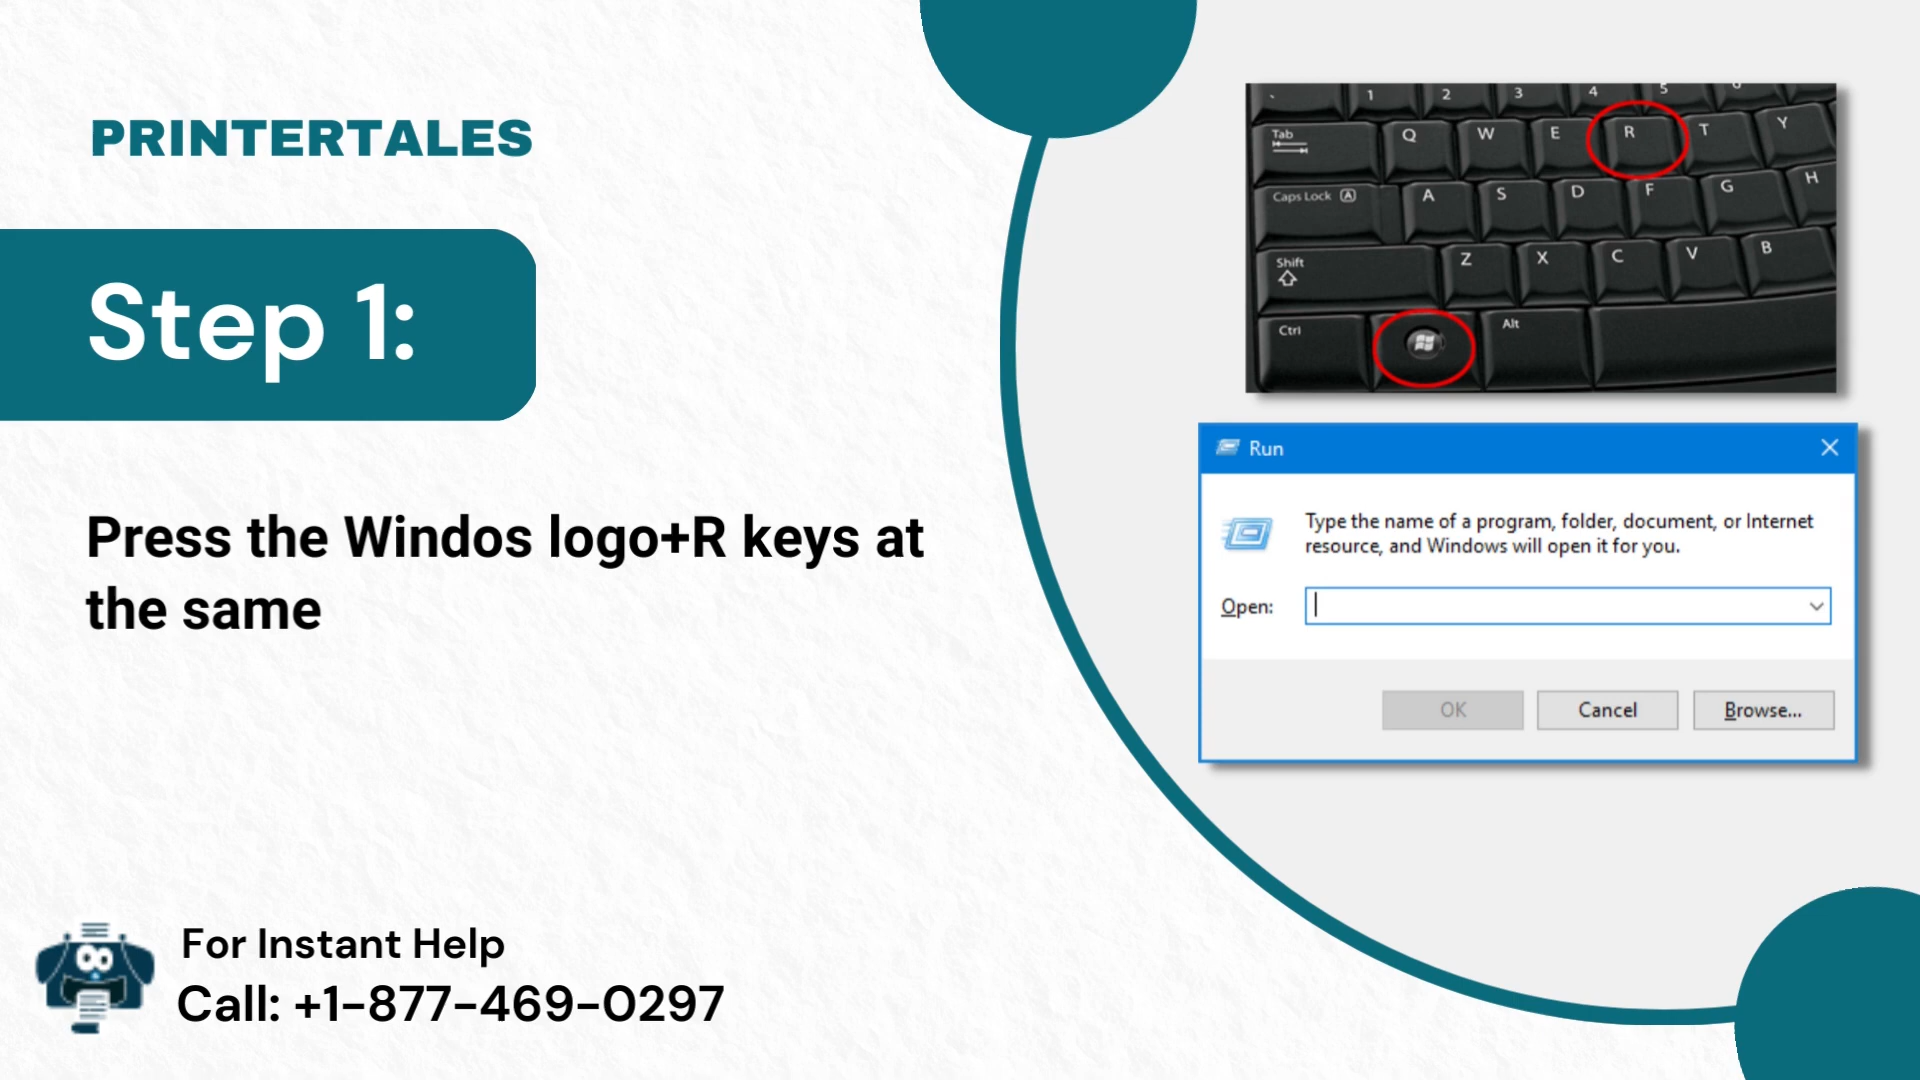 PRINTERTALES
Step 1:
Press the Windos logo+R keys at
the same
For Instant Help
Call: +1-877-469-0297
` 1 2 3 4 5
Tab Q W E R T Y
Caps Lock A A S D F G H
Shift Z X C V B
Ctrl Alt
Run
Type the name of a program, folder, document, or Internet
resource, and Windows will open it for you.
Open:
OK Cancel Browse...